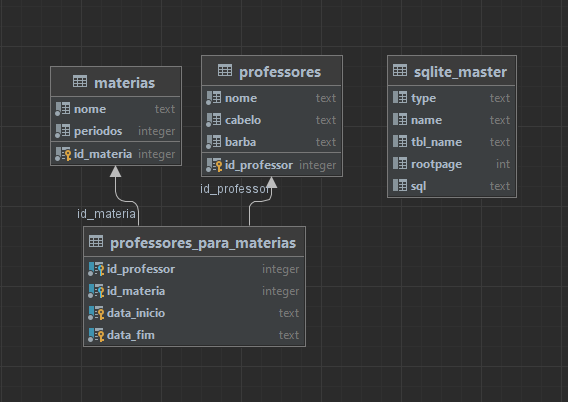 materias
nome text
periodos integer
id_materia integer
professores
nome text
cabelo text
barba text
id_professor integer
sqlite_master
type text
name text
tbl_name text
rootpage int
sql text
id_materia
id_professor
professores_para_materias
id_professor integer
id_materia integer
data_inicio text
data_fim text